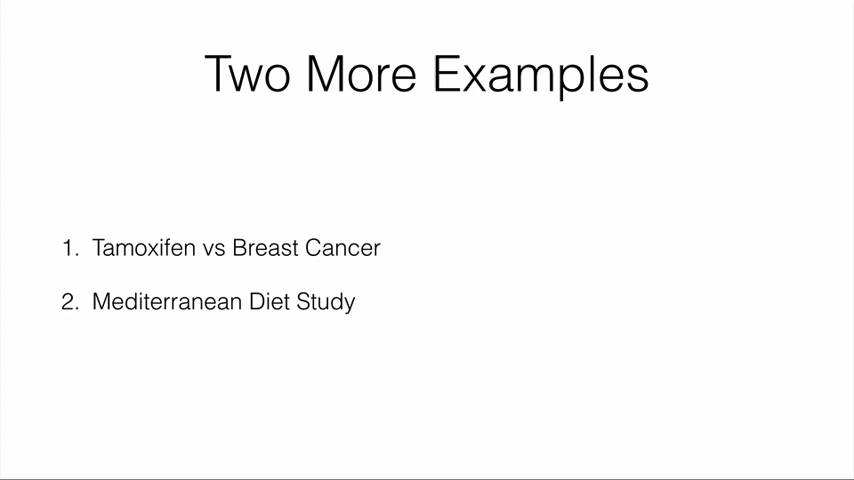 Two More Examples
1. Tamoxifen vs Breast Cancer
2. Mediterranean Diet Study